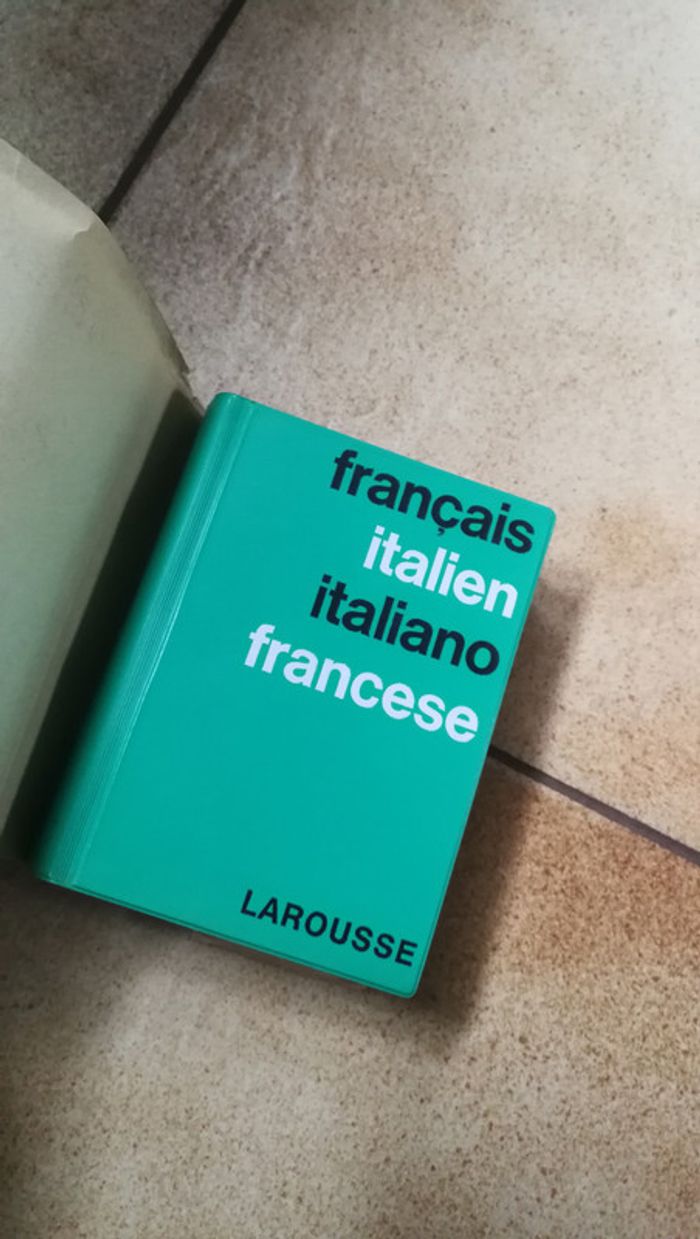 français
italien
italiano
francese
LAROUSSE